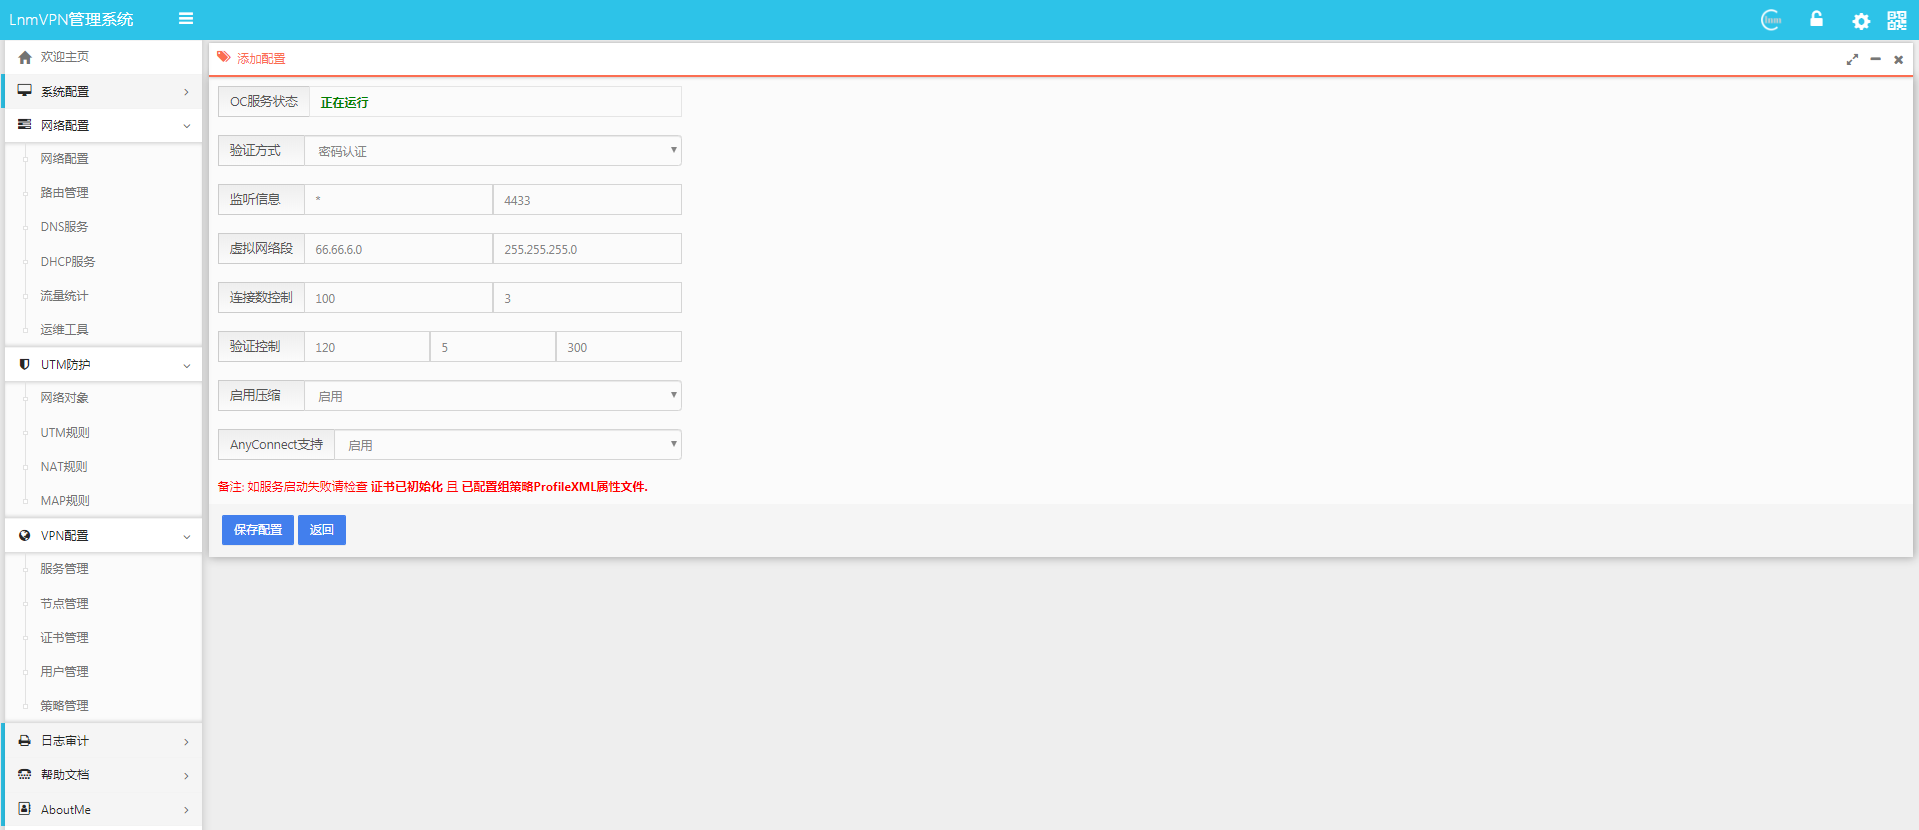 LnmVPN管理系统
lnm
欢迎主页
系统配置
网络配置
网络配置
路由管理
DNS服务
DHCP服务
流量统计
运维工具
UTM防护
网络对象
UTM规则
NAT规则
MAP规则
VPN配置
服务管理
节点管理
证书管理
用户管理
策略管理
日志审计
帮助文档
AboutMe
添加配置
OC服务状态 正在运行
验证方式 密码认证
监听信息 * 4433
虚拟网络段 66.66.6.0 255.255.255.0
连接数控制 100 3
验证控制 120 5 300
启用压缩 启用
AnyConnect支持 启用
备注: 如服务启动失败请检查 证书已初始化 且 已配置组策略ProfileXML属性文件.
保存配置 返回